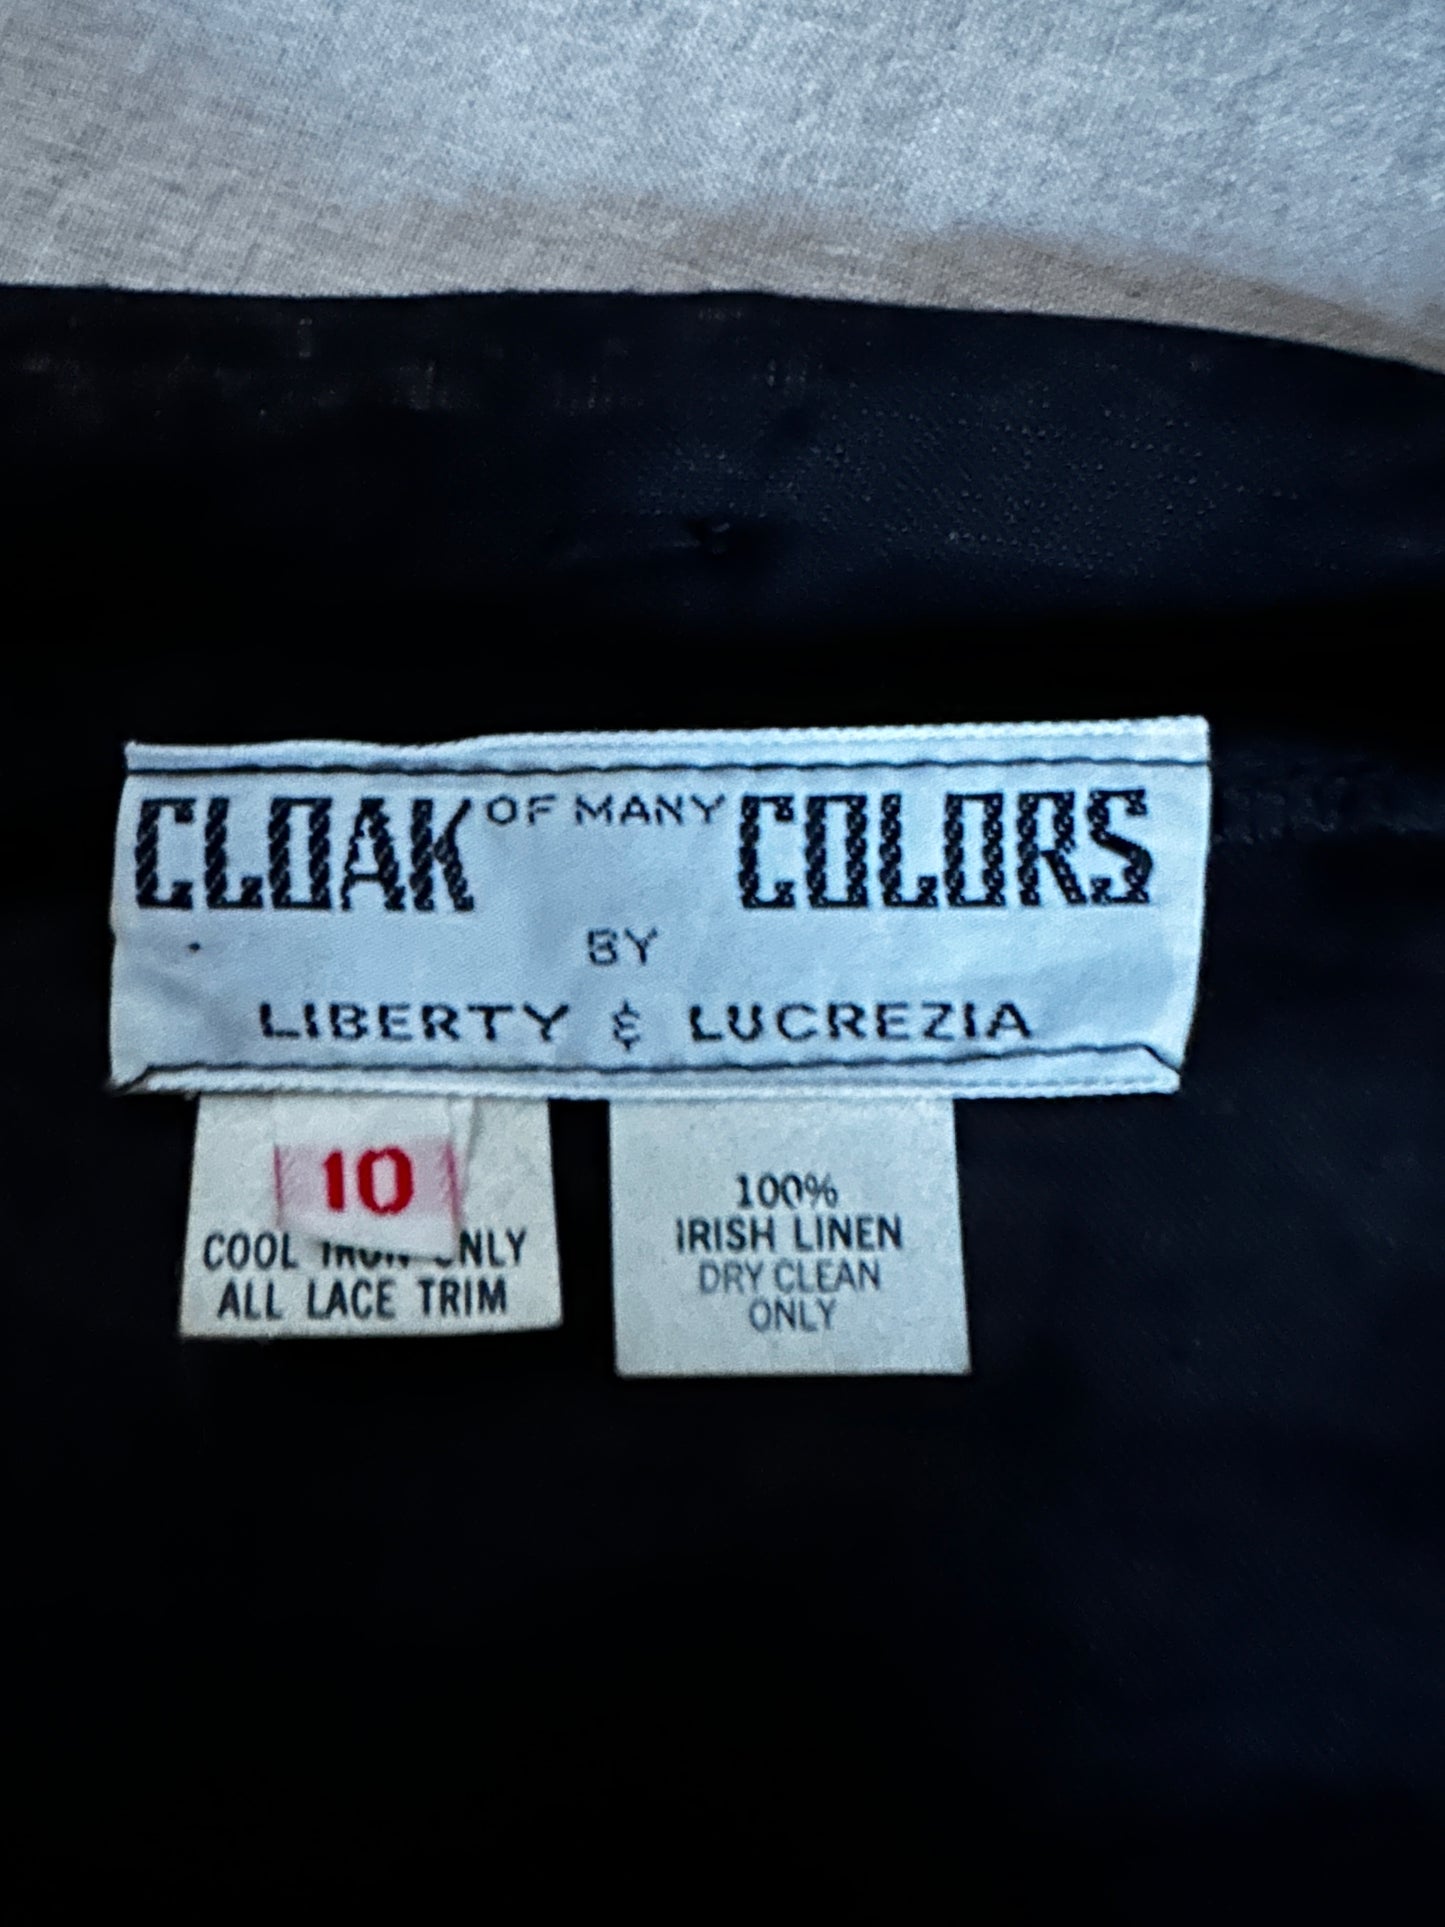 CLOAK OF MANY COLORS
BY
LIBERTY & LUCREZIA
10
COOL IRON ONLY
ALL LACE TRIM
100%
IRISH LINEN
DRY CLEAN
ONLY